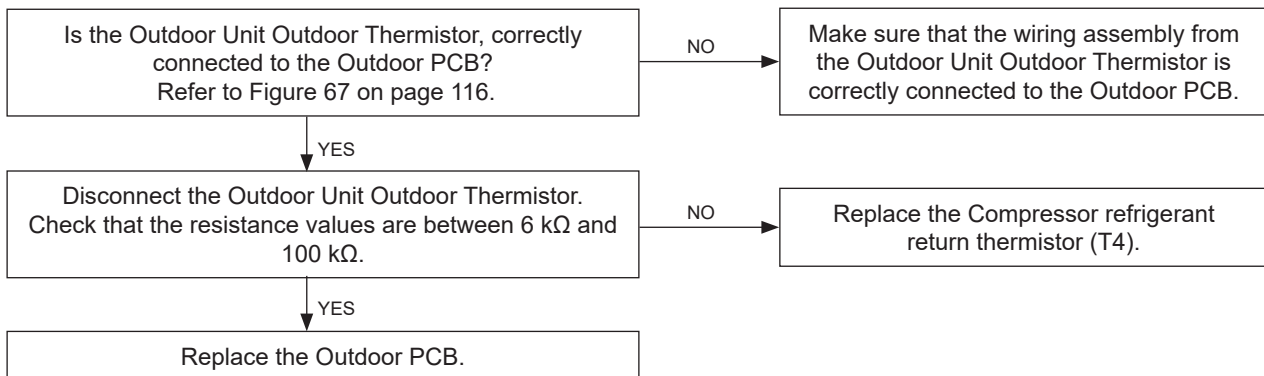 Is the Outdoor Unit Outdoor Thermistor, correctly
connected to the Outdoor PCB?
Refer to Figure 67 on page 116.
NO
Make sure that the wiring assembly from
the Outdoor Unit Outdoor Thermistor is
correctly connected to the Outdoor PCB.
YES
Disconnect the Outdoor Unit Outdoor Thermistor.
Check that the resistance values are between 6 kΩ and
100 kΩ.
NO
Replace the Compressor refrigerant
return thermistor (T4).
YES
Replace the Outdoor PCB.